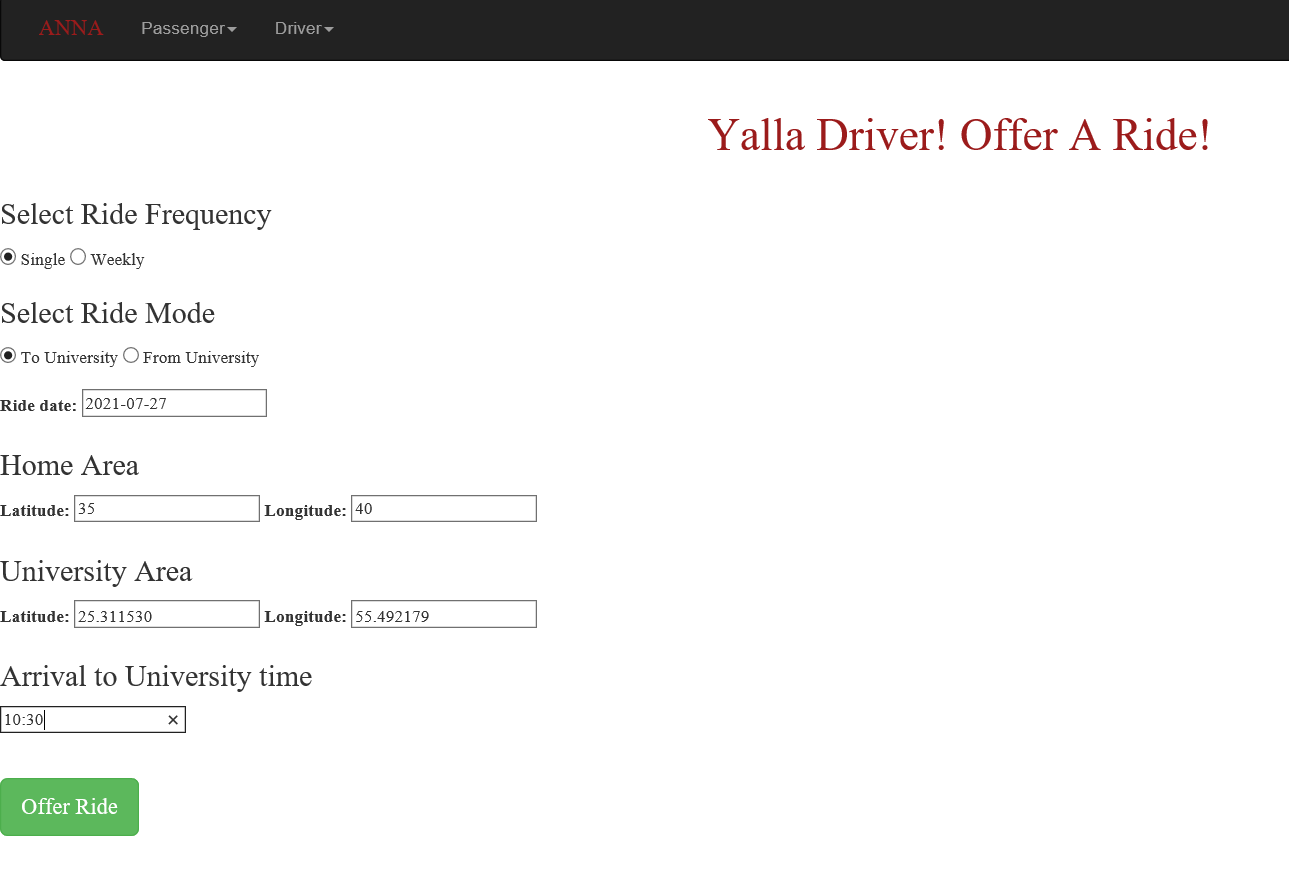 ANNA Passenger Driver
Yalla Driver! Offer A Ride!
Select Ride Frequency
Single Weekly
Select Ride Mode
To University From University
Ride date: 2021-07-27
Home Area
Latitude: 35 Longitude: 40
University Area
Latitude: 25.311530 Longitude: 55.492179
Arrival to University time
10:30
Offer Ride